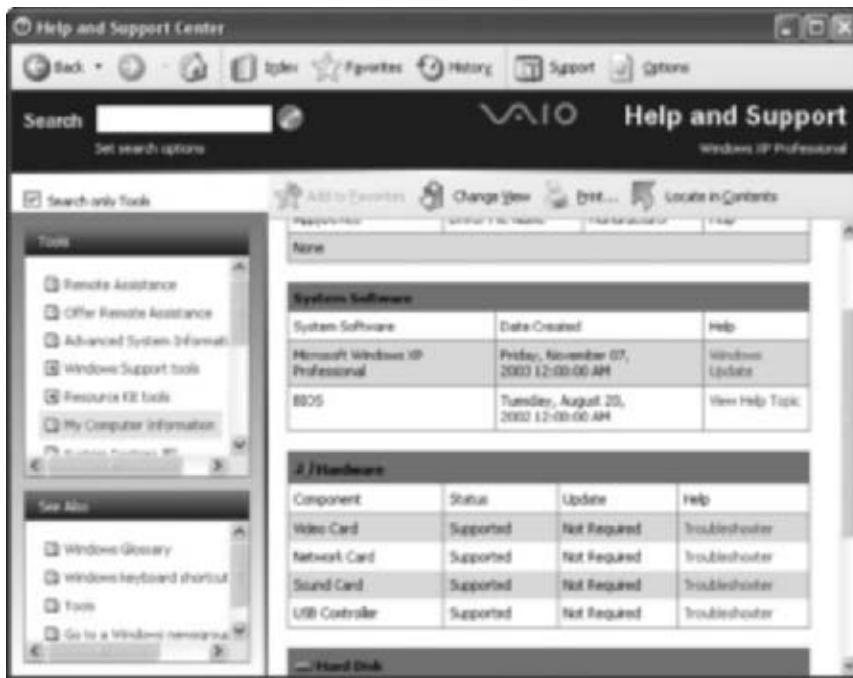 Help and Support Center
Back
Index Favorites History Support Options
Search
Set search options
VAIO Help and Support
Windows XP Professional
Search only Tools
Add to Favorites Change View Print... Locate in Contents
Tools
Remote Assistance
Offer Remote Assistance
Advanced System Informati
Windows Support tools
Resource Kit tools
My Computer Information
See Also
Windows Glossary
Windows keyboard shortcut
Tools
Go to a Windows newsgroup
None
System Software
System Software Date Created Help
Microsoft Windows XP Professional Friday, November 07, 2003 12:00:00 AM Windows Update
BIOS Tuesday, August 20, 2002 12:00:00 AM View Help Topic
Hardware
Component Status Update Help
Video Card Supported Not Required Troubleshooter
Network Card Supported Not Required Troubleshooter
Sound Card Supported Not Required Troubleshooter
USB Controller Supported Not Required Troubleshooter
Hard Disk